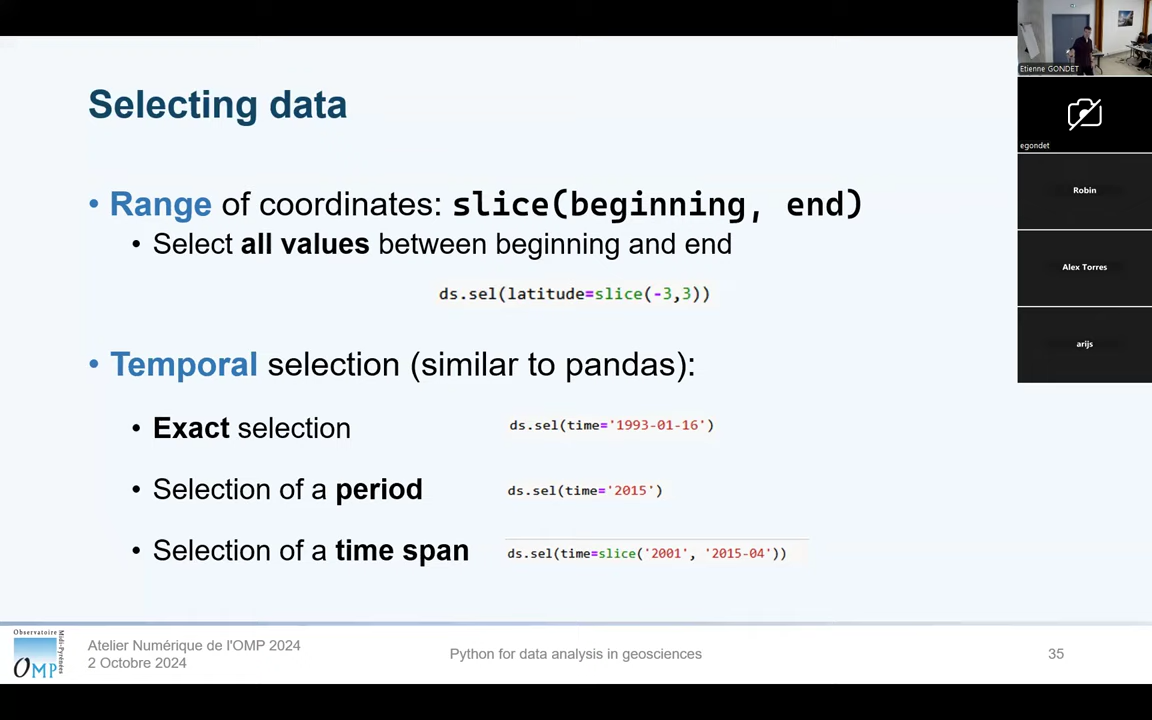 Selecting data
• Range of coordinates: slice(beginning, end)
• Select all values between beginning and end
ds.sel(latitude=slice(-3,3))
• Temporal selection (similar to pandas):
• Exact selection
ds.sel(time='1993-01-16')
• Selection of a period
ds.sel(time='2015')
• Selection of a time span
ds.sel(time=slice('2001', '2015-04'))
Observatoire
Midi-Pyrénées
OMP
Atelier Numérique de l'OMP 2024
2 Octobre 2024
Python for data analysis in geosciences
35
Etienne GONDET
egondet
Robin
Alex Torres
arijs